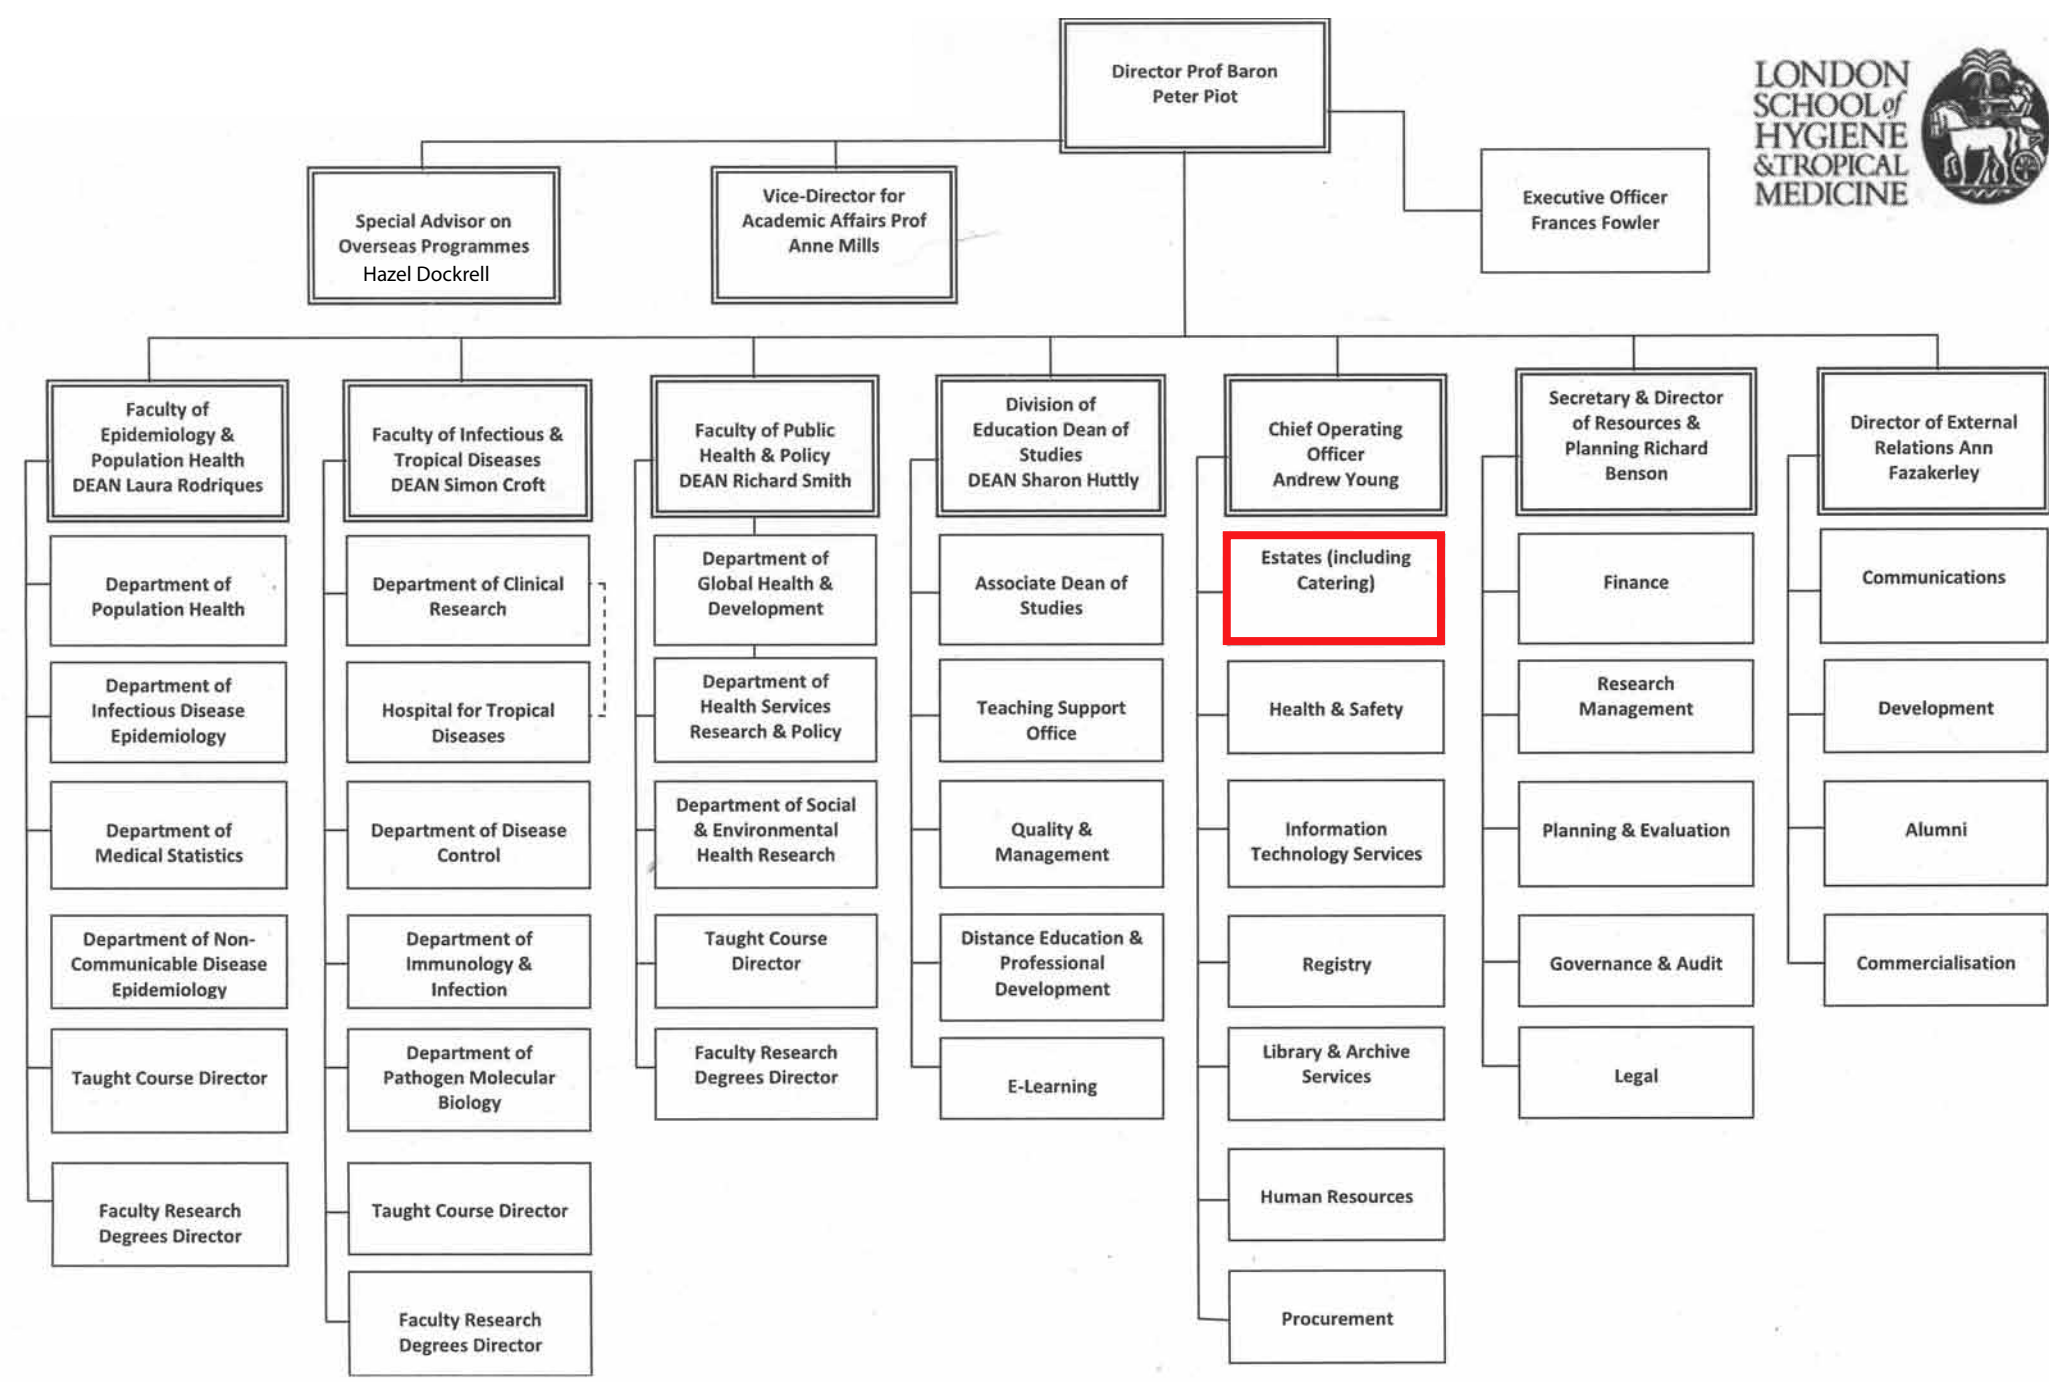 Director Prof Baron
Peter Piot
LONDON
SCHOOL of
HYGIENE
&TROPICAL
MEDICINE
Special Advisor on
Overseas Programmes
Hazel Dockrell
Vice-Director for
Academic Affairs Prof
Anne Mills
Executive Officer
Frances Fowler
Faculty of
Epidemiology &
Population Health
DEAN Laura Rodriques
Department of
Population Health
Department of
Infectious Disease
Epidemiology
Department of
Medical Statistics
Department of Non-
Communicable Disease
Epidemiology
Taught Course Director
Faculty Research
Degrees Director
Faculty of Infectious &
Tropical Diseases
DEAN Simon Croft
Department of Clinical
Research
Hospital for Tropical
Diseases
Department of Disease
Control
Department of
Immunology &
Infection
Department of
Pathogen Molecular
Biology
Taught Course Director
Faculty Research
Degrees Director
Faculty of Public
Health & Policy
DEAN Richard Smith
Department of
Global Health &
Development
Department of
Health Services
Research & Policy
Department of Social
& Environmental
Health Research
Taught Course
Director
Faculty Research
Degrees Director
Division of
Education Dean of
Studies
DEAN Sharon Huttly
Associate Dean of
Studies
Teaching Support
Office
Quality &
Management
Distance Education &
Professional
Development
E-Learning
Chief Operating
Officer
Andrew Young
Estates (including
Catering)
Health & Safety
Information
Technology Services
Registry
Library & Archive
Services
Human Resources
Procurement
Secretary & Director
of Resources &
Planning Richard
Benson
Finance
Research
Management
Planning & Evaluation
Governance & Audit
Legal
Director of External
Relations Ann
Fazakerley
Communications
Development
Alumni
Commercialisation